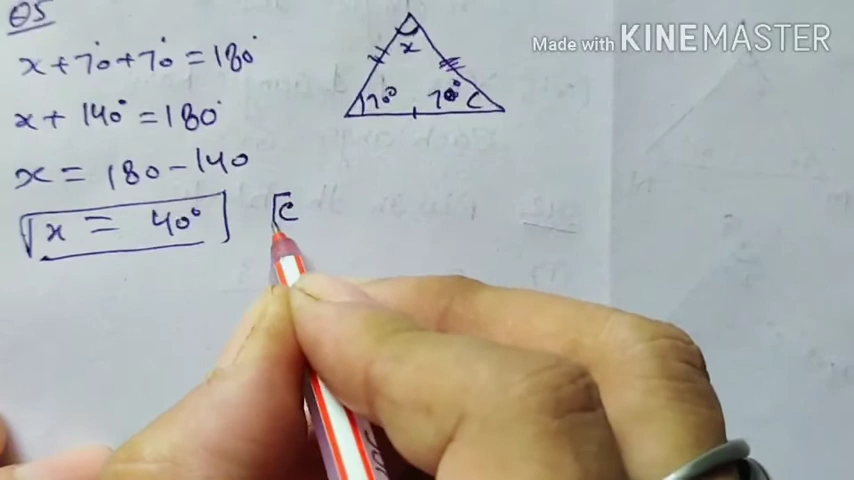 Q5
x + 70° + 70° = 180°
x + 140° = 180°
x = 180 - 140
x = 40°
C
x
70° 70° C
Made with KINEMASTER